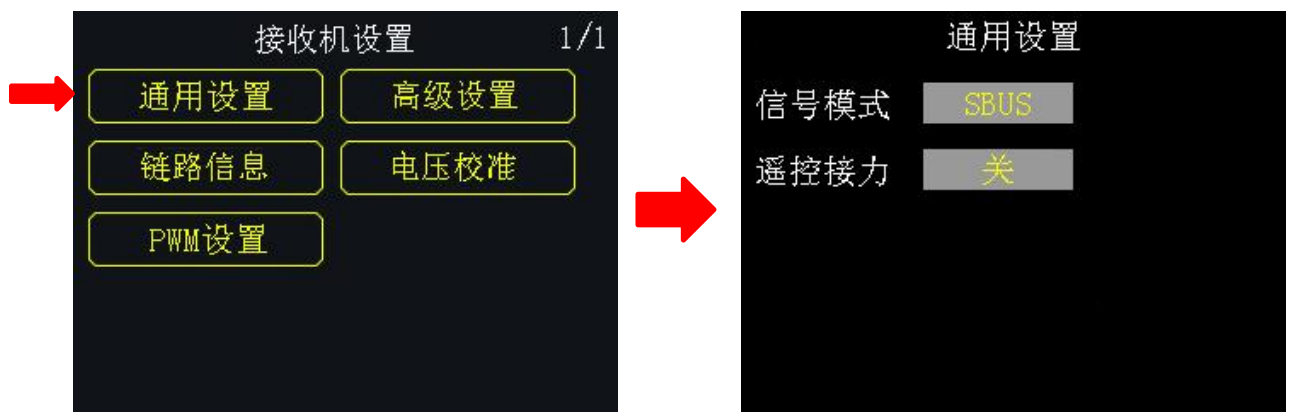 接收机设置 1/1
通用设置 高级设置
链路信息 电压校准
PWM设置
通用设置
信号模式 SBUS
遥控接力 关